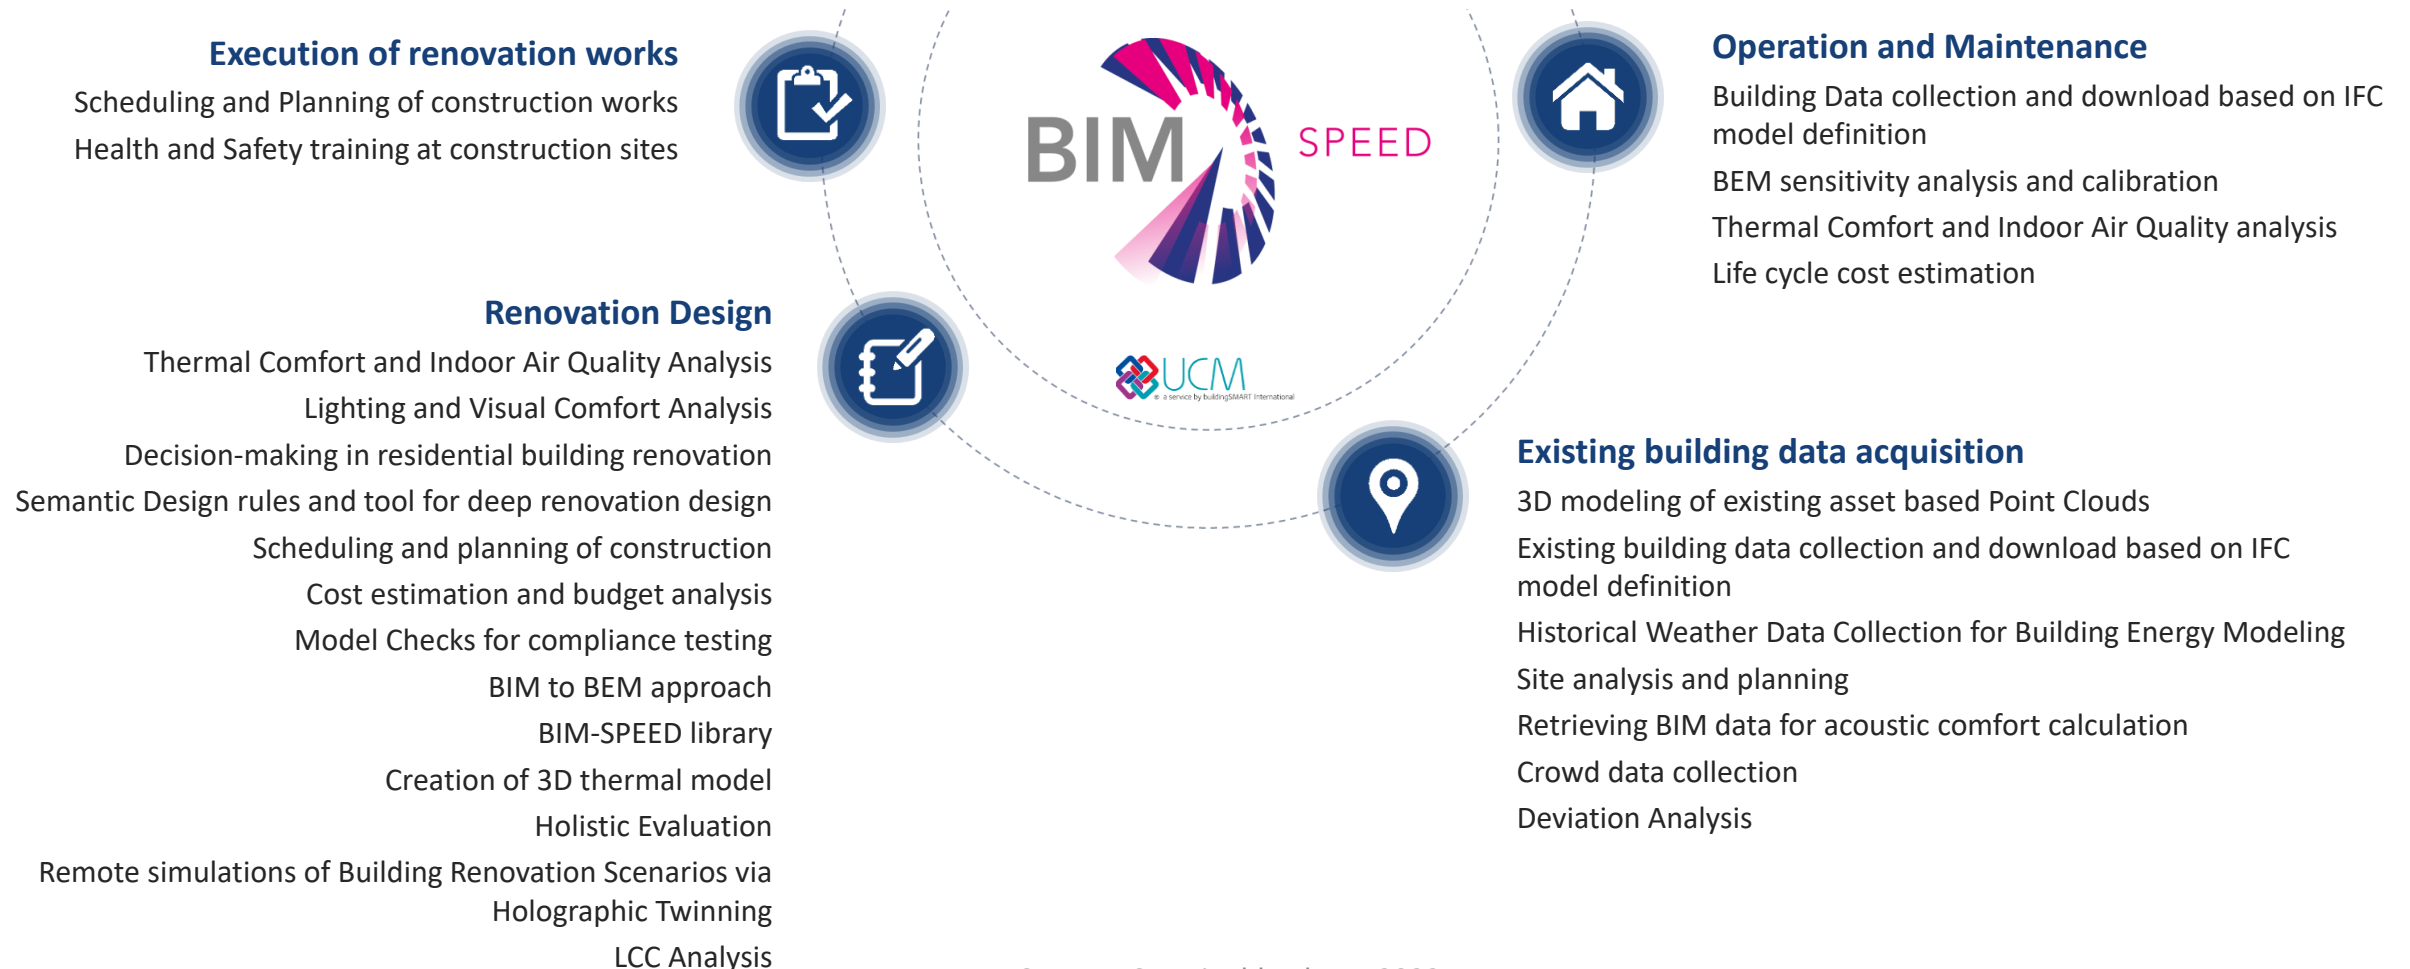 Execution of renovation works
Scheduling and Planning of construction works
Health and Safety training at construction sites
Renovation Design
Thermal Comfort and Indoor Air Quality Analysis
Lighting and Visual Comfort Analysis
Decision-making in residential building renovation
Semantic Design rules and tool for deep renovation design
Scheduling and planning of construction
Cost estimation and budget analysis
Model Checks for compliance testing
BIM to BEM approach
BIM-SPEED library
Creation of 3D thermal model
Holistic Evaluation
Remote simulations of Building Renovation Scenarios via
Holographic Twinning
LCC Analysis
BIM SPEED
UCM
® a service by buildingSMART International
Operation and Maintenance
Building Data collection and download based on IFC
model definition
BEM sensitivity analysis and calibration
Thermal Comfort and Indoor Air Quality analysis
Life cycle cost estimation
Existing building data acquisition
3D modeling of existing asset based Point Clouds
Existing building data collection and download based on IFC
model definition
Historical Weather Data Collection for Building Energy Modeling
Site analysis and planning
Retrieving BIM data for acoustic comfort calculation
Crowd data collection
Deviation Analysis